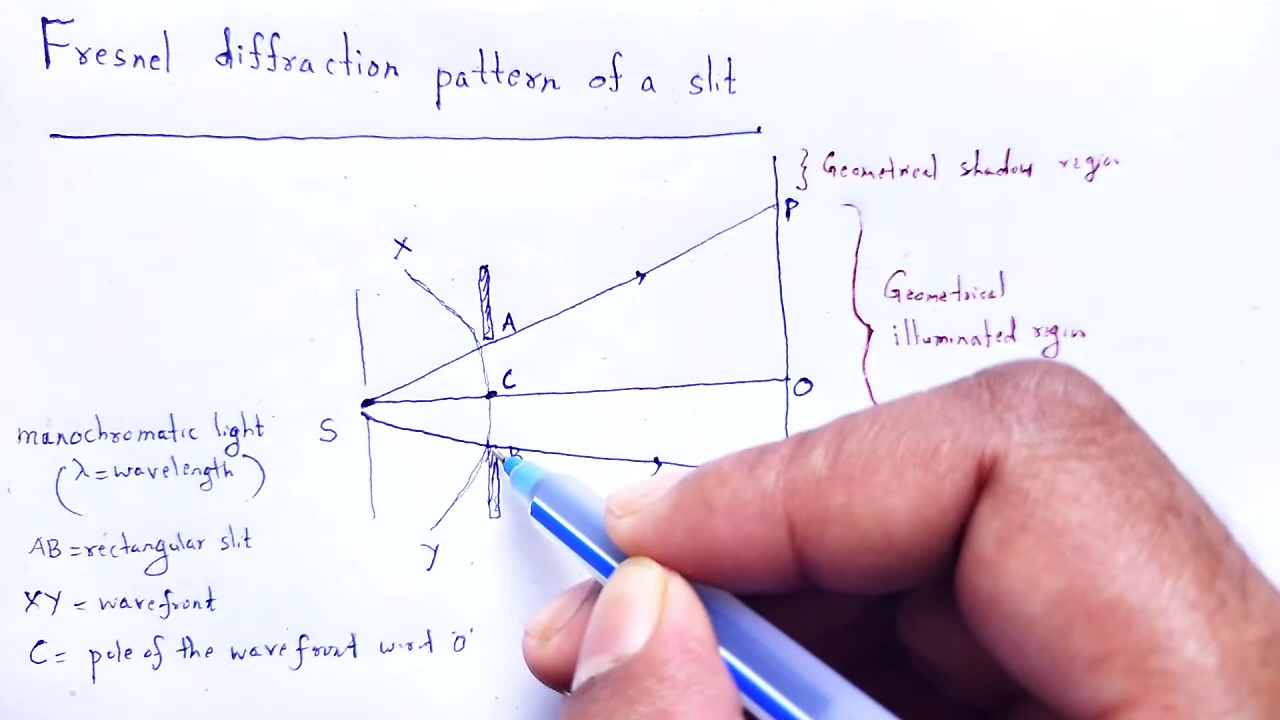 Fresnel diffraction pattern of a slit
} Geometrical shadow region
P
X
Geometrical
illuminated region
A
C
O
S
monochromatic light
(λ = wavelength)
B
AB = rectangular slit
Y
XY = wavefront
C = pole of the wavefront w.r.t 'O'